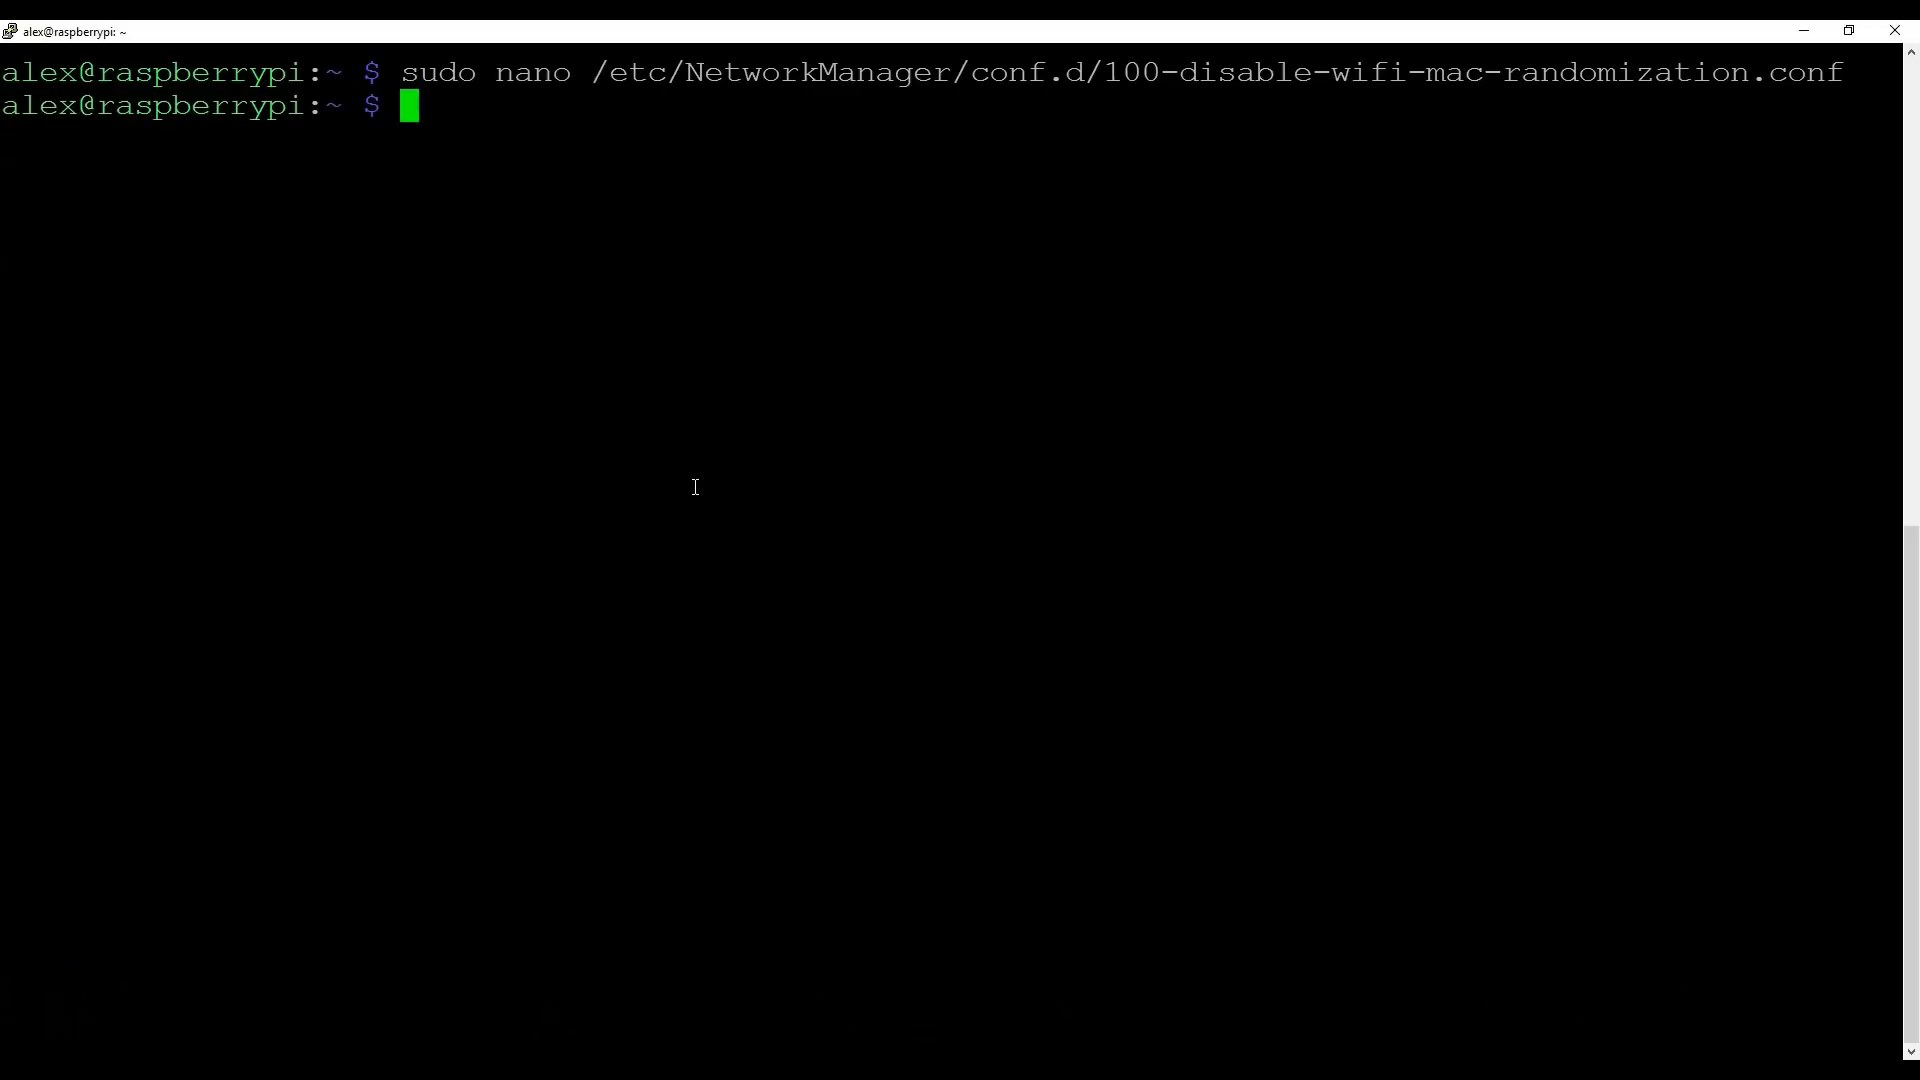 alex@raspberrypi: ~
alex@raspberrypi:~ $ sudo nano /etc/NetworkManager/conf.d/100-disable-wifi-mac-randomization.conf
alex@raspberrypi:~ $